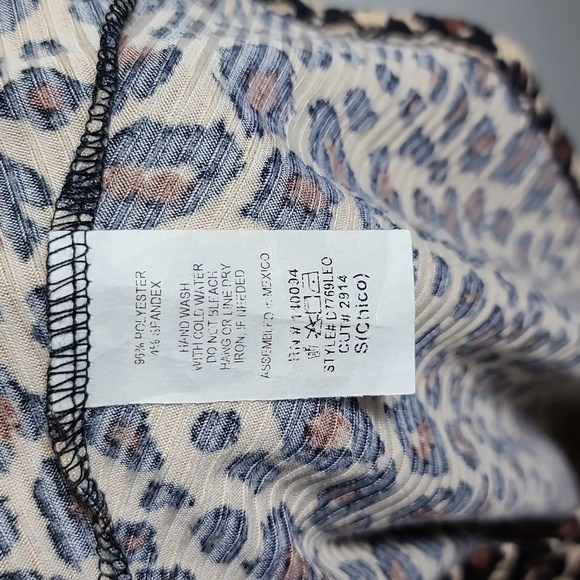 96% POLYESTER
4% SPANDEX
HAND WASH
WITH COLD WATER
DO NOT BLEACH
HANG OR LINE DRY
IRON, IF NEEDED
ASSEMBLED IN MEXICO
RN# 110034
STYLE# D7769LEO
CUT# 2914
S(Chico)